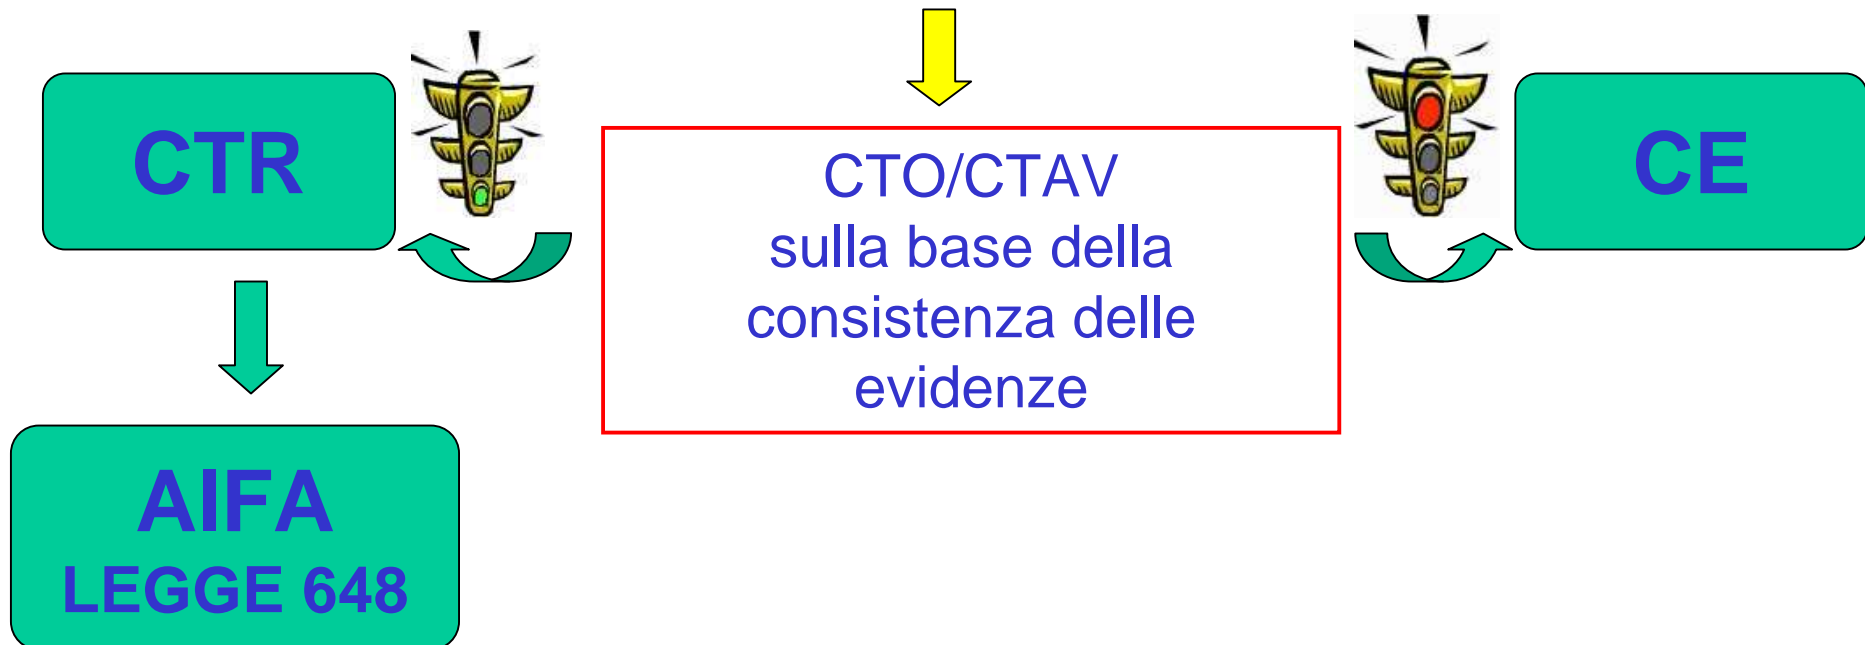 CTR
CTO/CTAV
sulla base della
consistenza delle
evidenze
CE
AIFA
LEGGE 648